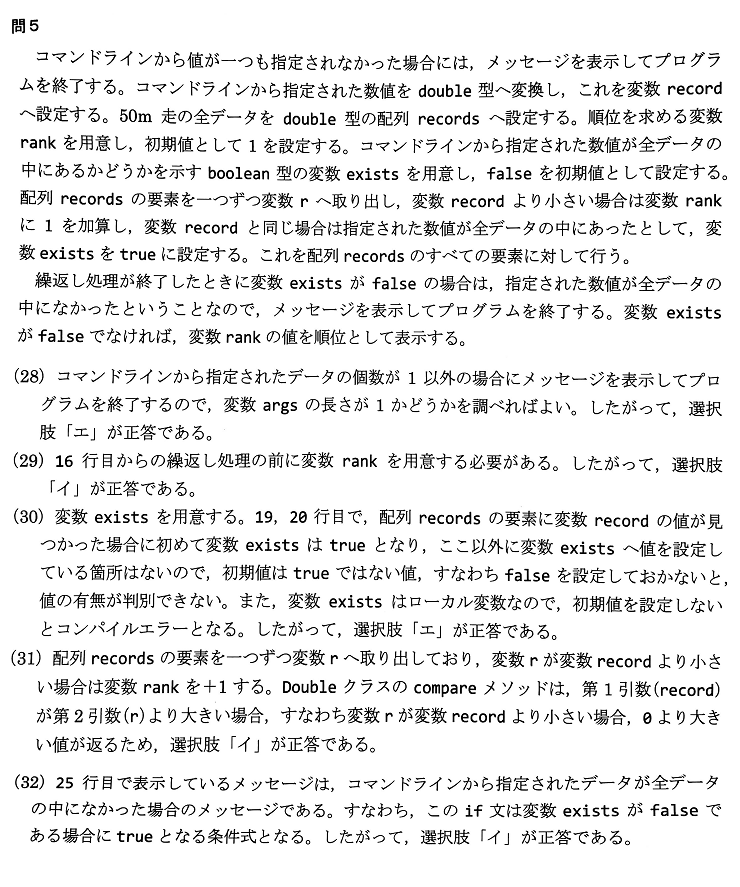 問5
コマンドラインから値が一つも指定されなかった場合には，メッセージを表示してプログラ
ムを終了する。コマンドラインから指定された数値を double 型へ変換し，これを変数 record
へ設定する。50m 走の全データを double 型の配列 records へ設定する。順位を求める変数
rank を用意し，初期値として 1 を設定する。コマンドラインから指定された数値が全データの
中にあるかどうかを示す boolean 型の変数 exists を用意し，false を初期値として設定する。
配列 records の要素を一つずつ変数 r へ取り出し，変数 record より小さい場合は変数 rank
に 1 を加算し，変数 record と同じ場合は指定された数値が全データの中にあったとして，変
数 exists を true に設定する。これを配列 records のすべての要素に対して行う。
繰返し処理が終了したときに変数 exists が false の場合は，指定された数値が全データの
中になかったということなので，メッセージを表示してプログラムを終了する。変数 exists
が false でなければ，変数 rank の値を順位として表示する。
(28) コマンドラインから指定されたデータの個数が 1 以外の場合にメッセージを表示してプロ
グラムを終了するので，変数 args の長さが 1 かどうかを調べればよい。したがって，選択
肢「エ」が正答である。
(29) 16 行目からの繰返し処理の前に変数 rank を用意する必要がある。したがって，選択肢
「イ」が正答である。
(30) 変数 exists を用意する。19，20 行目で，配列 records の要素に変数 record の値が見
つかった場合に初めて変数 exists は true となり，ここ以外に変数 exists へ値を設定し
ている箇所はないので，初期値は true ではない値，すなわち false を設定しておかないと，
値の有無が判別できない。また，変数 exists はローカル変数なので，初期値を設定しない
とコンパイルエラーとなる。したがって，選択肢「エ」が正答である。
(31) 配列 records の要素を一つずつ変数 r へ取り出しており，変数 r が変数 record より小さ
い場合は変数 rank を＋1 する。Double クラスの compare メソッドは，第 1 引数(record)
が第 2 引数(r)より大きい場合，すなわち変数 r が変数 record より小さい場合，0 より大き
い値が返るため，選択肢「イ」が正答である。
(32) 25 行目で表示しているメッセージは，コマンドラインから指定されたデータが全データ
の中になかった場合のメッセージである。すなわち，この if 文は変数 exists が false で
ある場合に true となる条件式となる。したがって，選択肢「イ」が正答である。